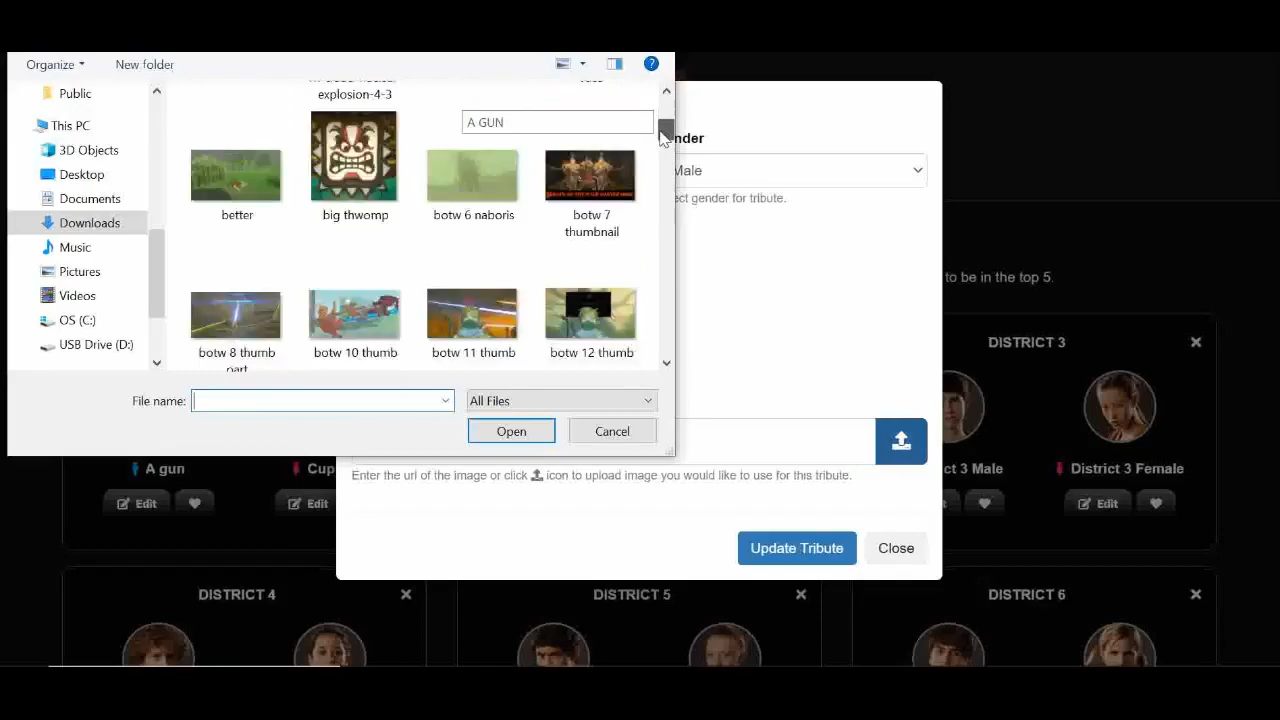 Organize
New folder
Public
This PC
3D Objects
Desktop
Documents
Downloads
Music
Pictures
Videos
OS (C:)
USB Drive (D:)
explosion-4-3
A GUN
better
big thwomp
botw 6 naboris
botw 7
thumbnail
botw 8 thumb
part
botw 10 thumb
botw 11 thumb
botw 12 thumb
File name:
All Files
Open
Cancel
nder
Male
ct gender for tribute.
Enter the url of the image or click icon to upload image you would like to use for this tribute.
Update Tribute
Close
to be in the top 5.
DISTRICT 3
A gun
Cup
ct 3 Male
District 3 Female
Edit
Edit
t
Edit
DISTRICT 4
DISTRICT 5
DISTRICT 6